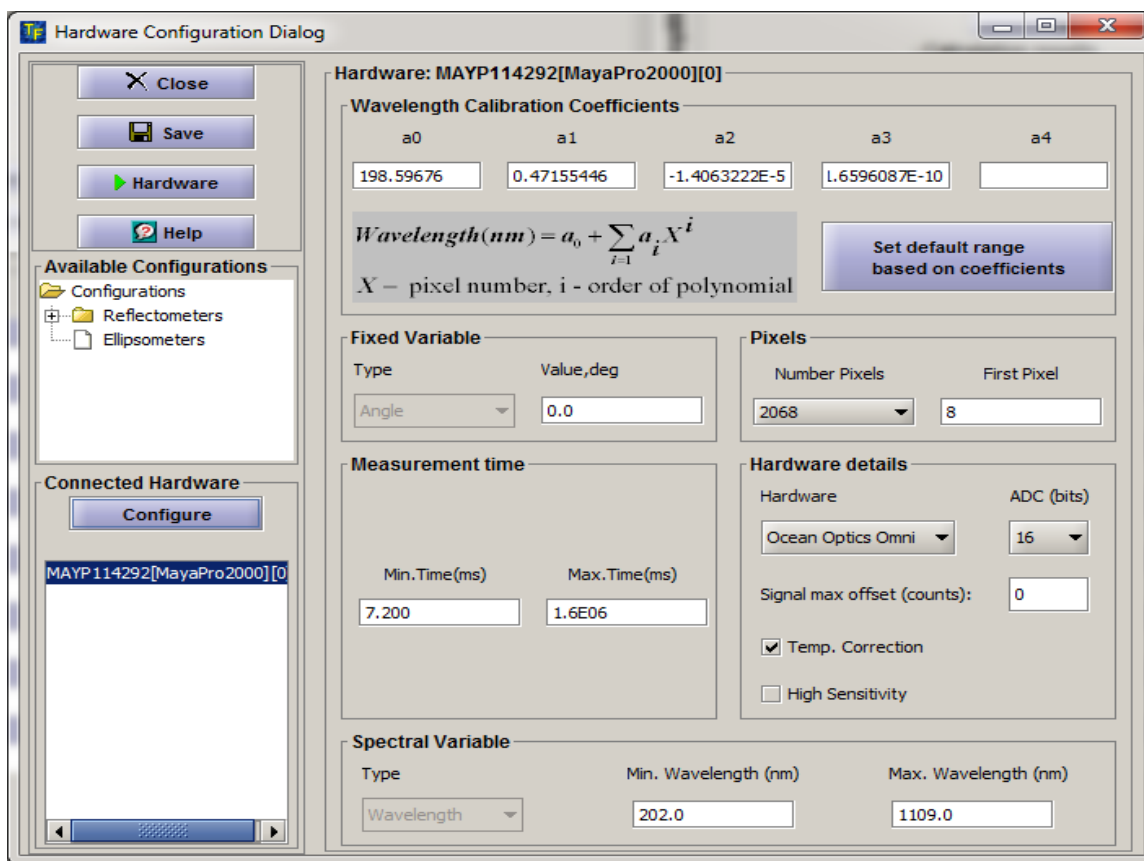 TF Hardware Configuration Dialog
Close
Save
Hardware
Help
Available Configurations
Configurations
Reflectometers
Ellipsometers
Connected Hardware
Configure
MAYP114292[MayaPro2000][0
Hardware: MAYP114292[MayaPro2000][0]
Wavelength Calibration Coefficients
a0 a1 a2 a3 a4
198.59676 0.47155446 -1.4063222E-5 1.6596087E-10
Wavelength(nm) = a₀ + ∑ i=1 aᵢXⁱ
X – pixel number, i - order of polynomial
Set default range
based on coefficients
Fixed Variable
Type Value,deg
Angle 0.0
Pixels
Number Pixels First Pixel
2068 8
Measurement time
Min.Time(ms) Max.Time(ms)
7.200 1.6E06
Hardware details
Hardware ADC (bits)
Ocean Optics Omni 16
Signal max offset (counts): 0
Temp. Correction
High Sensitivity
Spectral Variable
Type Min. Wavelength (nm) Max. Wavelength (nm)
Wavelength 202.0 1109.0